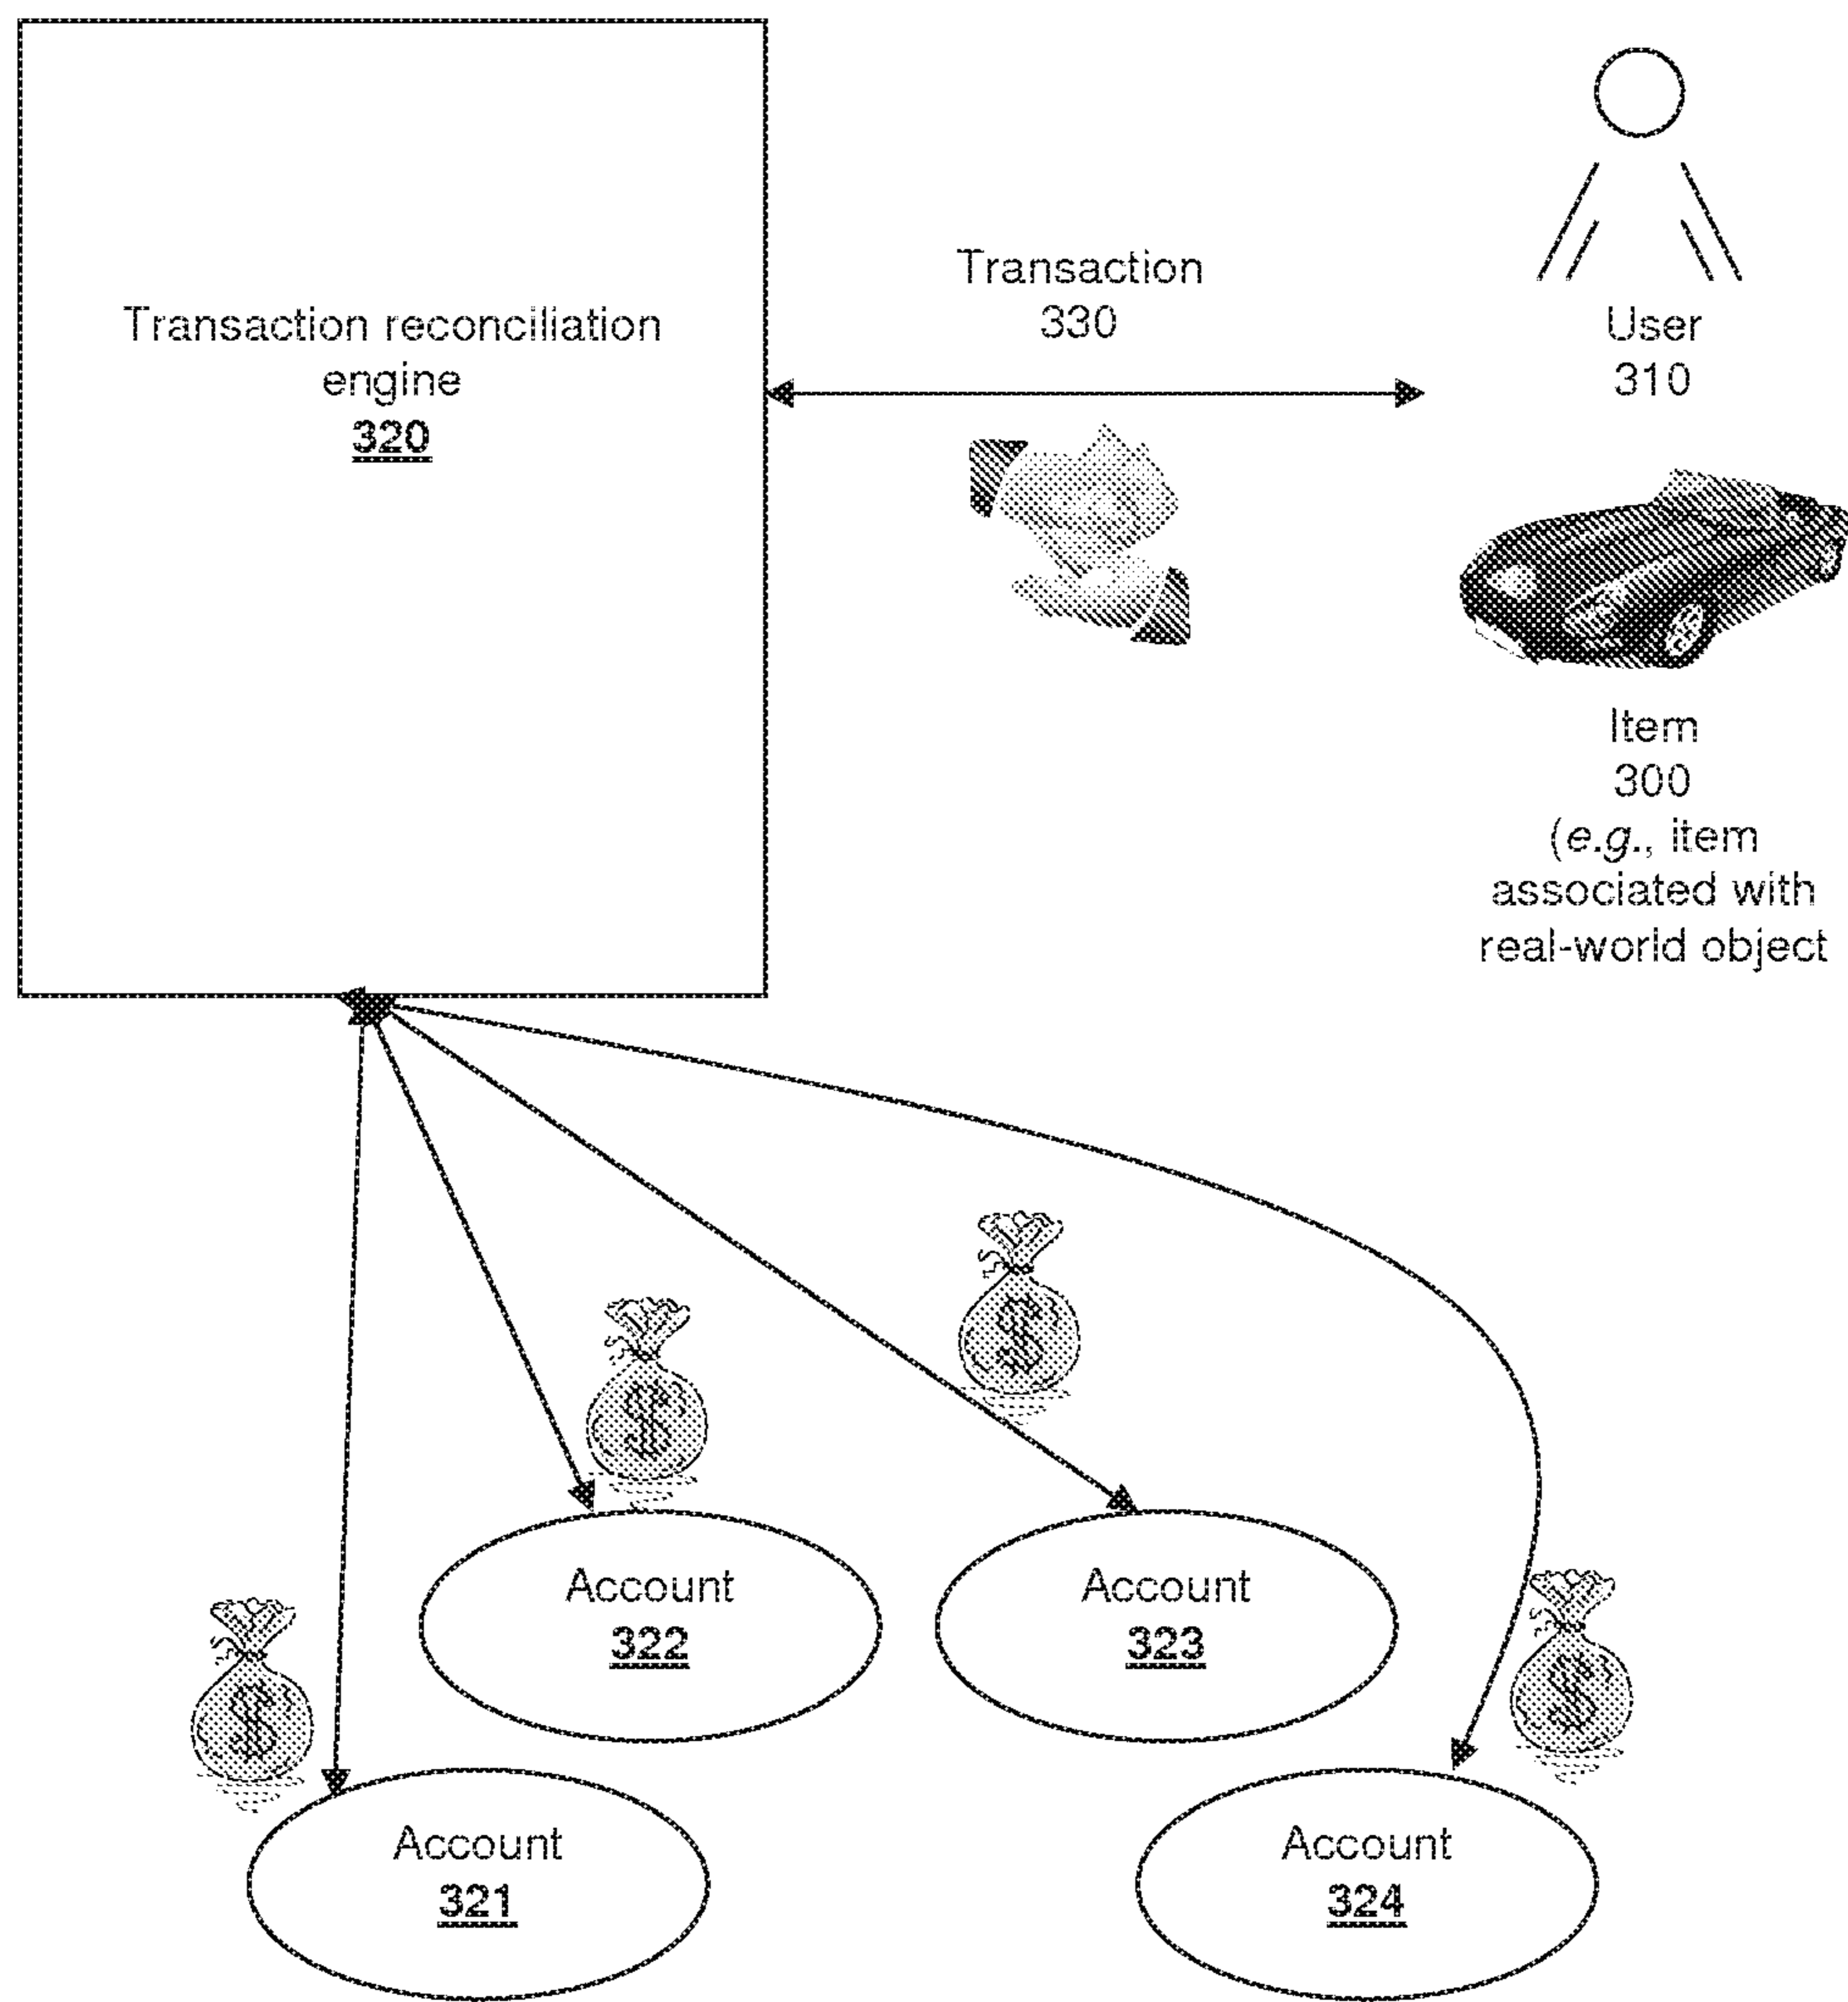 Transaction reconciliation
engine
320
Transaction
330
User
310
Item
300
(e.g., item
associated with
real-world object
$
$
$
$
Account
322
Account
323
Account
321
Account
324